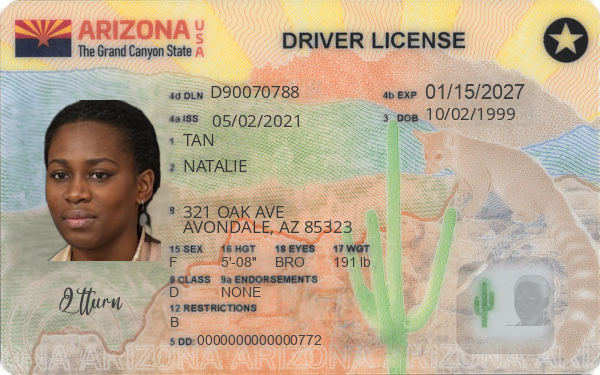 ARIZONA USA
The Grand Canyon State
DRIVER LICENSE
4d DLN D90070788
4b EXP 01/15/2027
4a ISS 05/02/2021
3 DOB 10/02/1999
1 TAN
2 NATALIE
8 321 OAK AVE
AVONDALE, AZ 85323
15 SEX 16 HGT 18 EYES 17 WGT
F 5'-08" BRO 191 lb
9 CLASS 9a ENDORSEMENTS
D NONE
12 RESTRICTIONS
B
5 DD: 0000000000000772
ARIZONA ARIZONA ARIZONA ARIZONA